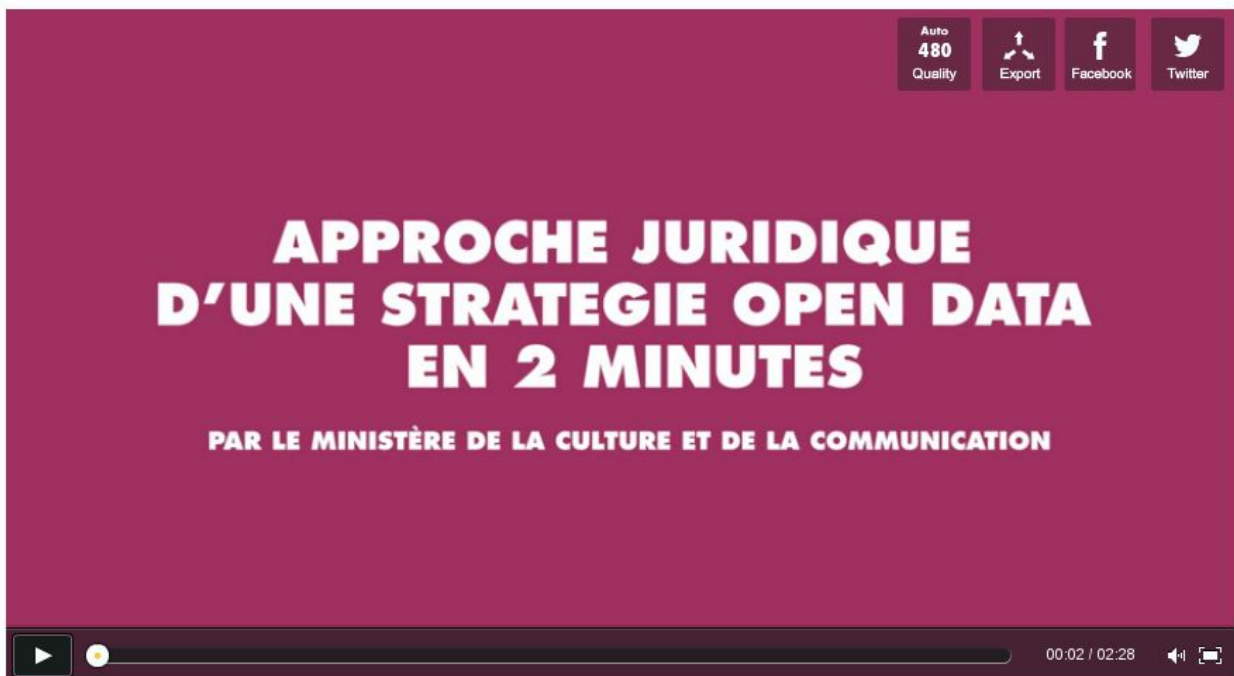 Auto
480
Quality
Export
Facebook
Twitter
APPROCHE JURIDIQUE
D'UNE STRATEGIE OPEN DATA
EN 2 MINUTES
PAR LE MINISTÈRE DE LA CULTURE ET DE LA COMMUNICATION
00:02 / 02:28